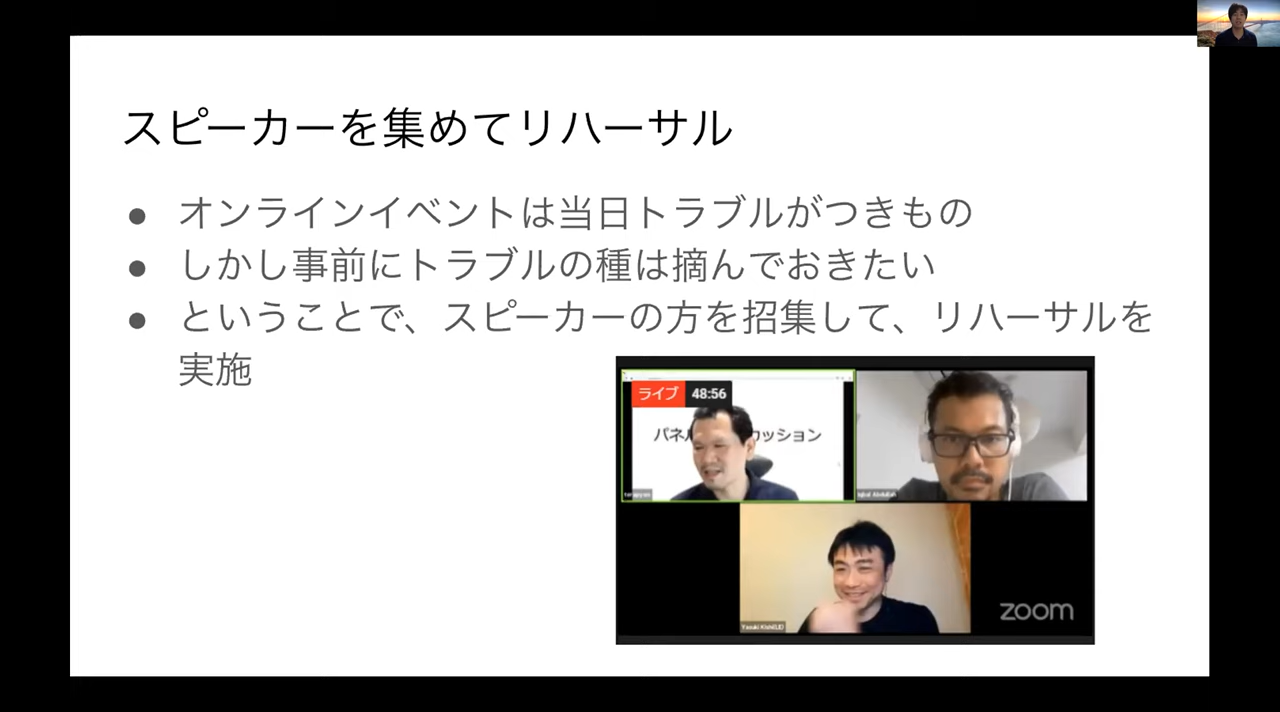 スピーカーを集めてリハーサル
● オンラインイベントは当日トラブルがつきもの
● しかし事前にトラブルの種は摘んでおきたい
● ということで、スピーカーの方を招集して、リハーサルを
実施
ライブ 48:56
パネル カッション
terapyon
Iqbal Abdullah
zoom